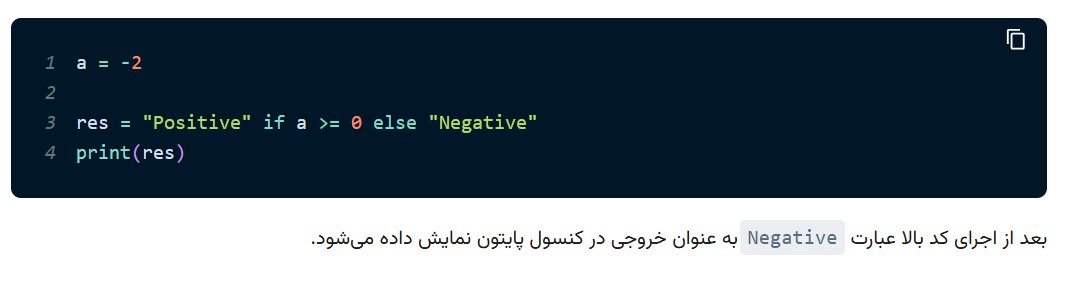 1 a = -2
2
3 res = "Positive" if a >= 0 else "Negative"
4 print(res)
بعد از اجرای کد بالا عبارت Negative به عنوان خروجی در کنسول پایتون نمایش داده می‌شود.